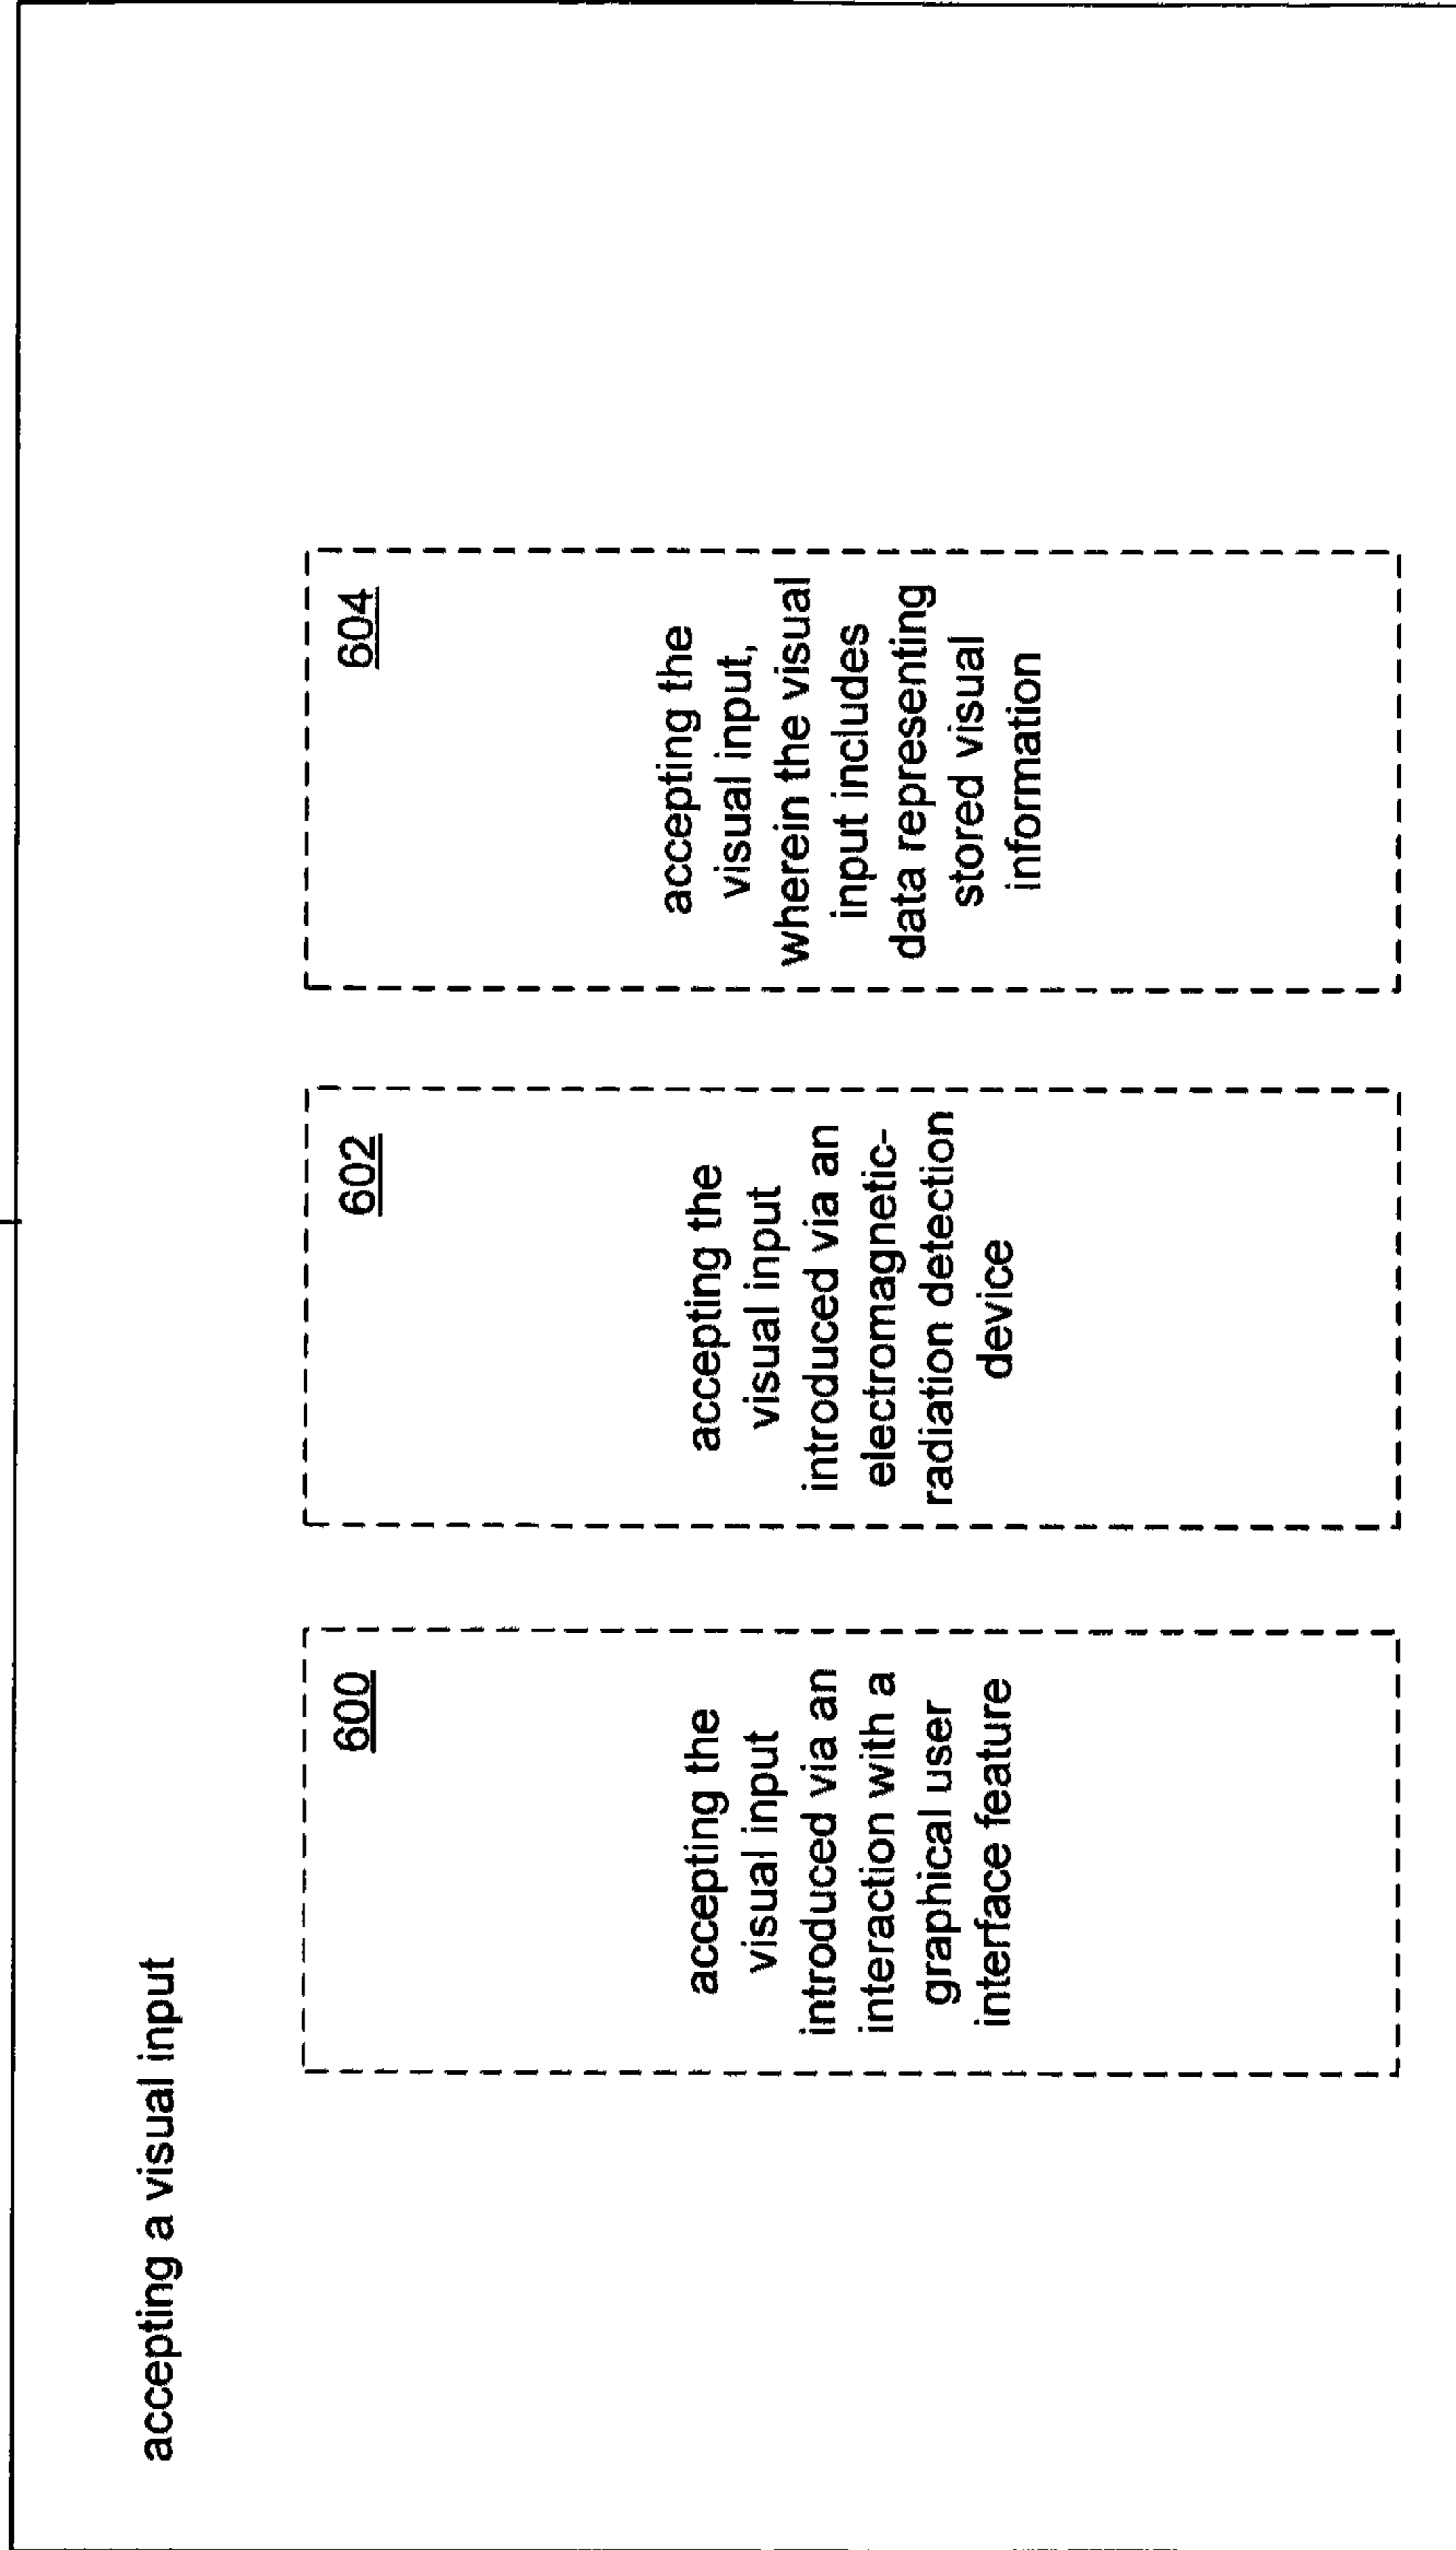 accepting a visual input
600
accepting the
visual input
introduced via an
interaction with a
graphical user
interface feature
602
accepting the
visual input
introduced via an
electromagnetic-
radiation detection
device
604
accepting the
visual input,
wherein the visual
input includes
data representing
stored visual
information